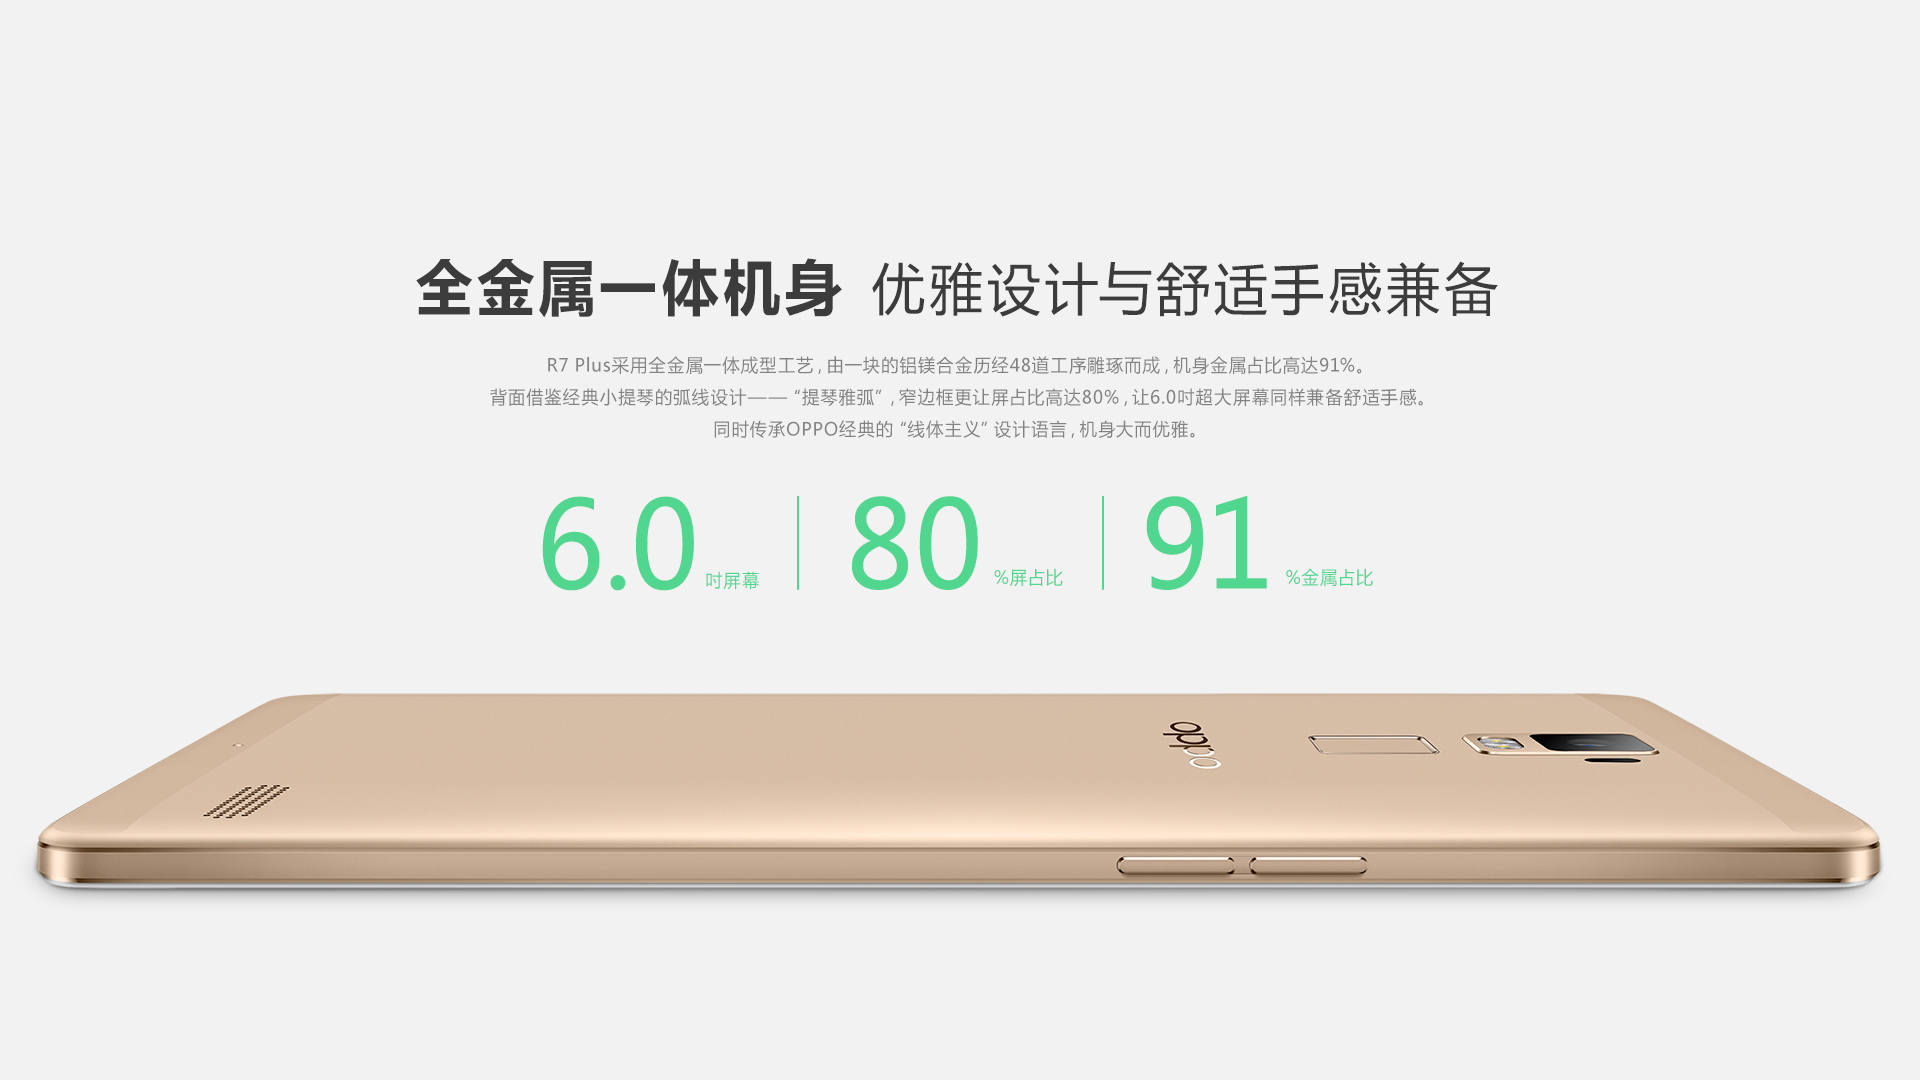 全金属一体机身 优雅设计与舒适手感兼备
R7 Plus采用全金属一体成型工艺，由一块的铝镁合金历经48道工序雕琢而成，机身金属占比高达91%。
背面借鉴经典小提琴的弧线设计——“提琴雅弧”，窄边框更让屏占比高达80%，让6.0吋超大屏幕同样兼备舒适手感。
同时传承OPPO经典的“线体主义”设计语言，机身大而优雅。
6.0 吋屏幕
80 %屏占比
91 %金属占比
oppo